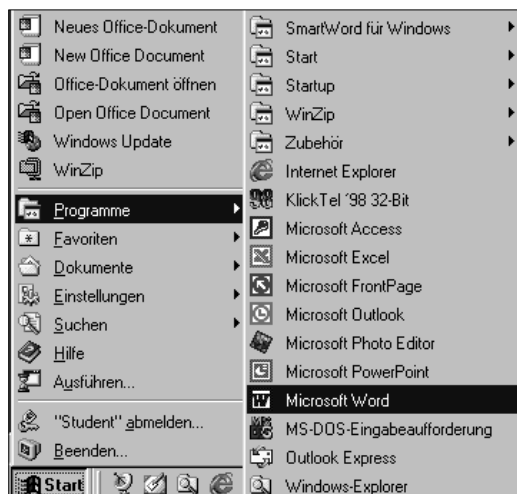 Neues Office-Dokument
New Office Document
Office-Dokument öffnen
Open Office Document
Windows Update
WinZip
Programme
Favoriten
Dokumente
Einstellungen
Suchen
Hilfe
Ausführen...
"Student" abmelden...
Beenden...
Start
SmartWord für Windows
Start
Startup
WinZip
Zubehör
Internet Explorer
KlickTel '98 32-Bit
Microsoft Access
Microsoft Excel
Microsoft FrontPage
Microsoft Outlook
Microsoft Photo Editor
Microsoft PowerPoint
Microsoft Word
MS-DOS-Eingabeaufforderung
Outlook Express
Windows-Explorer